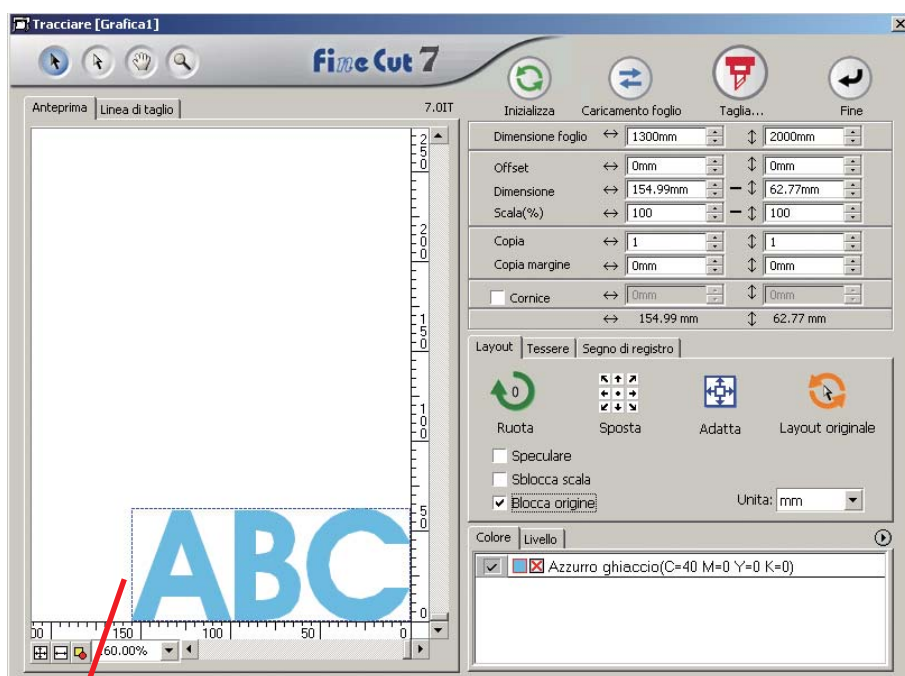 Tracciare [Grafica1]
Fine Cut 7
Anteprima Linea di taglio 7.0IT
Inizializza Caricamento foglio Taglia... Fine
Dimensione foglio 1300mm 2000mm
Offset 0mm 0mm
Dimensione 154.99mm 62.77mm
Scala(%) 100 100
Copia 1 1
Copia margine 0mm 0mm
Cornice 0mm 0mm
154.99 mm 62.77 mm
Layout Tessere Segno di registro
0
Ruota Sposta Adatta Layout originale
Speculare
Sblocca scala
Blocca origine Unita: mm
Colore Livello
Azzurro ghiaccio(C=40 M=0 Y=0 K=0)
250
200
150
100
50
0
ABC
150 100 50 0
60.00%